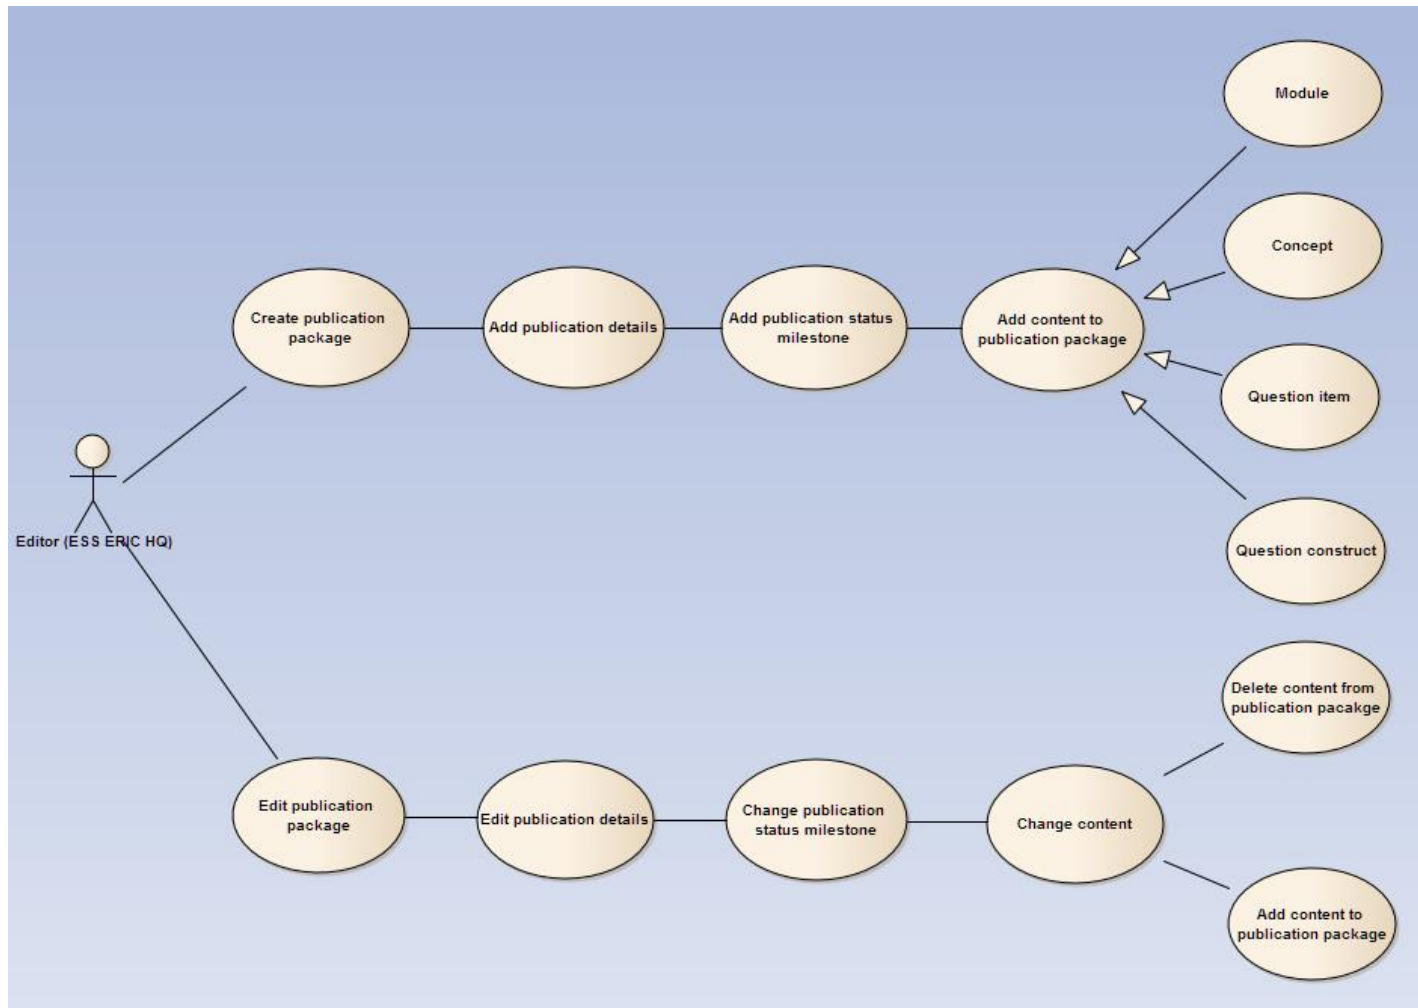 Module
Concept
Create publication
package
Add publication details
Add publication status
milestone
Add content to
publication package
Question item
Editor (ESS ERIC HQ)
Question construct
Delete content from
publication pacakge
Edit publication
package
Edit publication details
Change publication
status milestone
Change content
Add content to
publication package